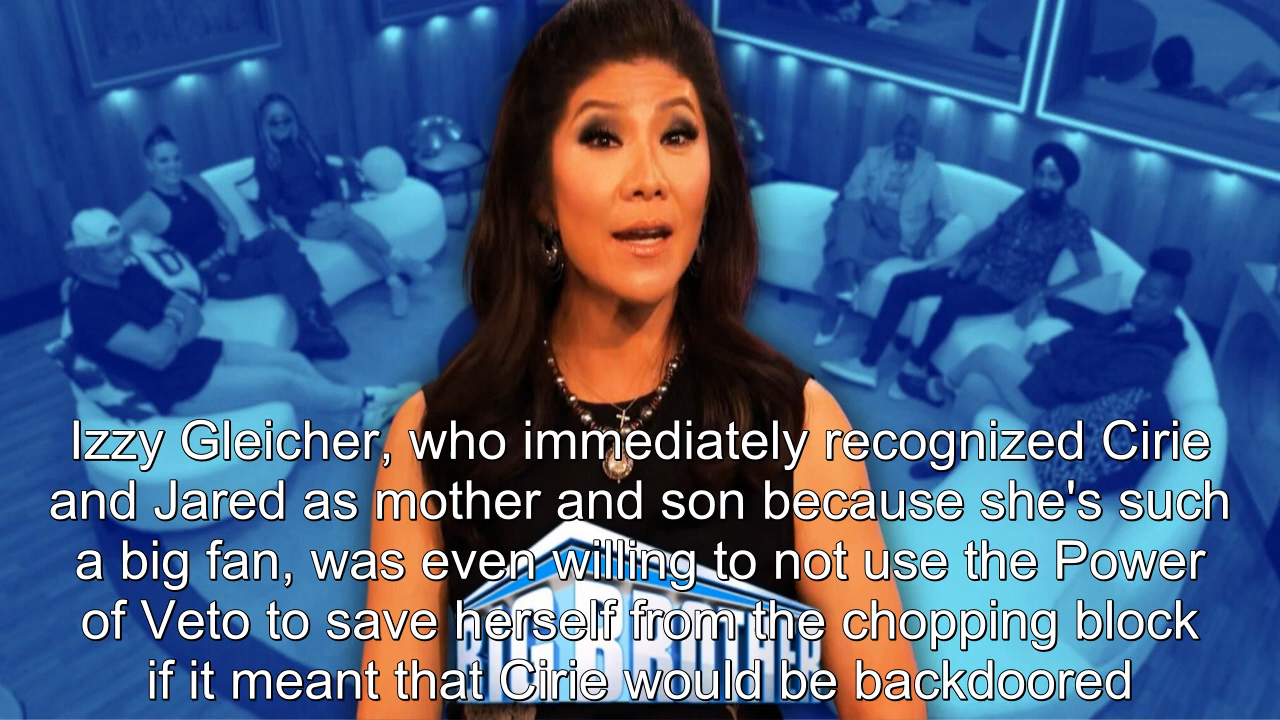 Izzy Gleicher, who immediately recognized Cirie
and Jared as mother and son because she's such
a big fan, was even willing to not use the Power
of Veto to save herself from the chopping block
if it meant that Cirie would be backdoored
BIG BROTHER